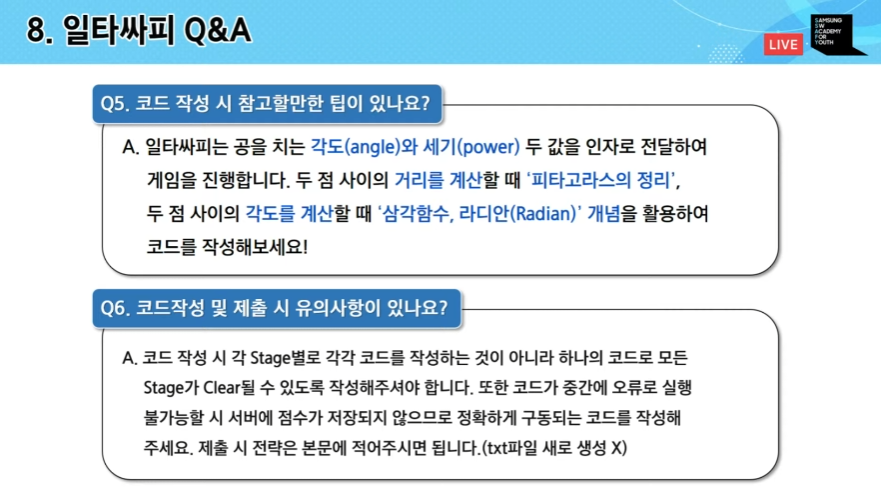 8. 일타싸피 Q&A
LIVE
SAMSUNG
SW
ACADEMY
FOR
YOUTH
Q5. 코드 작성 시 참고할만한 팁이 있나요?
A. 일타싸피는 공을 치는 각도(angle)와 세기(power) 두 값을 인자로 전달하여
게임을 진행합니다. 두 점 사이의 거리를 계산할 때 ‘피타고라스의 정리’,
두 점 사이의 각도를 계산할 때 ‘삼각함수, 라디안(Radian)’ 개념을 활용하여
코드를 작성해보세요!
Q6. 코드작성 및 제출 시 유의사항이 있나요?
A. 코드 작성 시 각 Stage별로 각각 코드를 작성하는 것이 아니라 하나의 코드로 모든
Stage가 Clear될 수 있도록 작성해주셔야 합니다. 또한 코드가 중간에 오류로 실행
불가능할 시 서버에 점수가 저장되지 않으므로 정확하게 구동되는 코드를 작성해
주세요. 제출 시 전략은 본문에 적어주시면 됩니다.(txt파일 새로 생성 X)